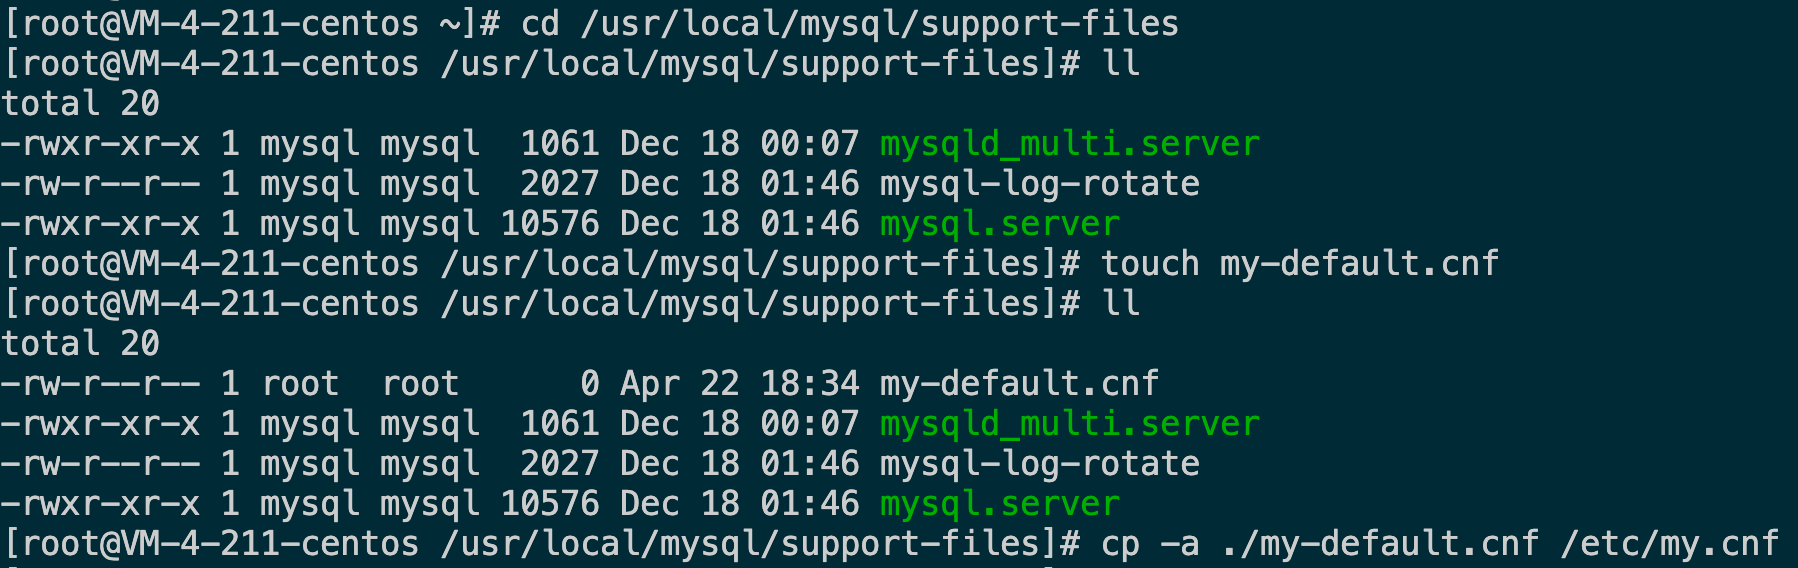 [root@VM-4-211-centos ~]# cd /usr/local/mysql/support-files
[root@VM-4-211-centos /usr/local/mysql/support-files]# ll
total 20
-rwxr-xr-x 1 mysql mysql  1061 Dec 18 00:07 mysqld_multi.server
-rw-r--r-- 1 mysql mysql  2027 Dec 18 01:46 mysql-log-rotate
-rwxr-xr-x 1 mysql mysql 10576 Dec 18 01:46 mysql.server
[root@VM-4-211-centos /usr/local/mysql/support-files]# touch my-default.cnf
[root@VM-4-211-centos /usr/local/mysql/support-files]# ll
total 20
-rw-r--r-- 1 root  root      0 Apr 22 18:34 my-default.cnf
-rwxr-xr-x 1 mysql mysql  1061 Dec 18 00:07 mysqld_multi.server
-rw-r--r-- 1 mysql mysql  2027 Dec 18 01:46 mysql-log-rotate
-rwxr-xr-x 1 mysql mysql 10576 Dec 18 01:46 mysql.server
[root@VM-4-211-centos /usr/local/mysql/support-files]# cp -a ./my-default.cnf /etc/my.cnf